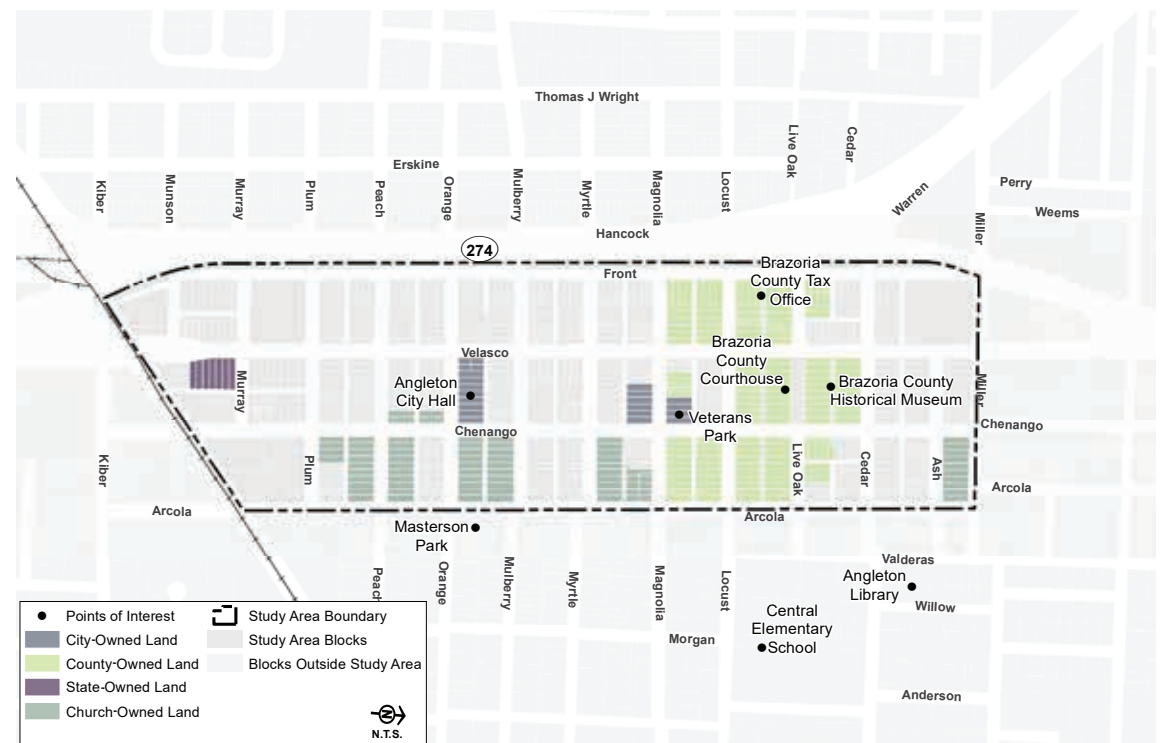 Thomas J Wright
Live Oak
Cedar
Erskine
Kiber
Munson
Murray
Plum
Peach
Orange
Mulberry
Myrtle
Magnolia
Locust
Warren
Perry
Weems
Miller
Hancock
274
Front
Brazoria
County Tax
Office
Velasco
Murray
Angleton
City Hall
Brazoria
County
Courthouse
Brazoria County
Historical Museum
Miller
Veterans
Park
Chenango
Chenango
Kiber
Plum
Live Oak
Cedar
Ash
Arcola
Arcola
Arcola
Masterson
Park
Peach
Orange
Mulberry
Myrtle
Magnolia
Locust
Valderas
Angleton
Library
Willow
Central
Elementary
School
Morgan
Anderson
Points of Interest
City-Owned Land
County-Owned Land
State-Owned Land
Church-Owned Land
Study Area Boundary
Study Area Blocks
Blocks Outside Study Area
N
N.T.S.